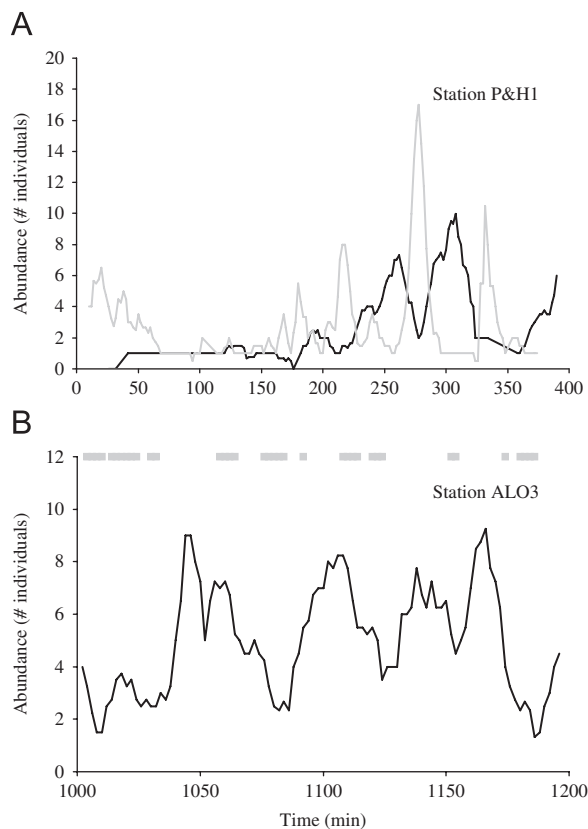 A
20
18
16
14
12
10
8
6
4
2
0
Abundance (# individuals)
Station P&H1
0 50 100 150 200 250 300 350 400
B
12
10
8
6
4
2
0
Abundance (# individuals)
Station ALO3
1000 1050 1100 1150 1200
Time (min)